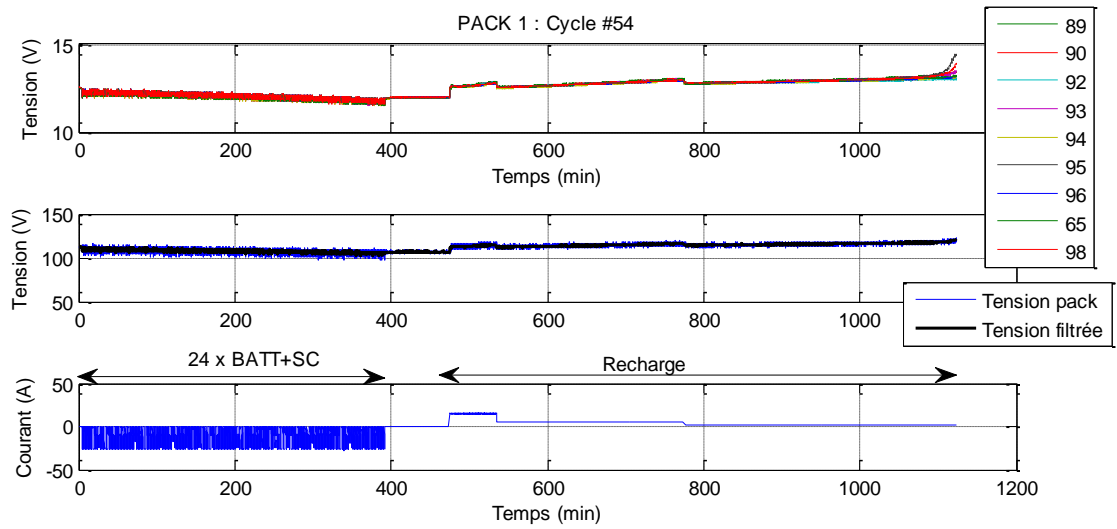 PACK 1 : Cycle #54
Tension (V)
15
10
0 200 400 600 800 1000
Temps (min)
89
90
92
93
94
95
96
65
98
Tension (V)
150
100
50
0 200 400 600 800 1000 1200
Tension pack
Tension filtrée
24 x BATT+SC
Recharge
Courant (A)
50
0
-50
0 200 400 600 800 1000 1200
Temps (min)